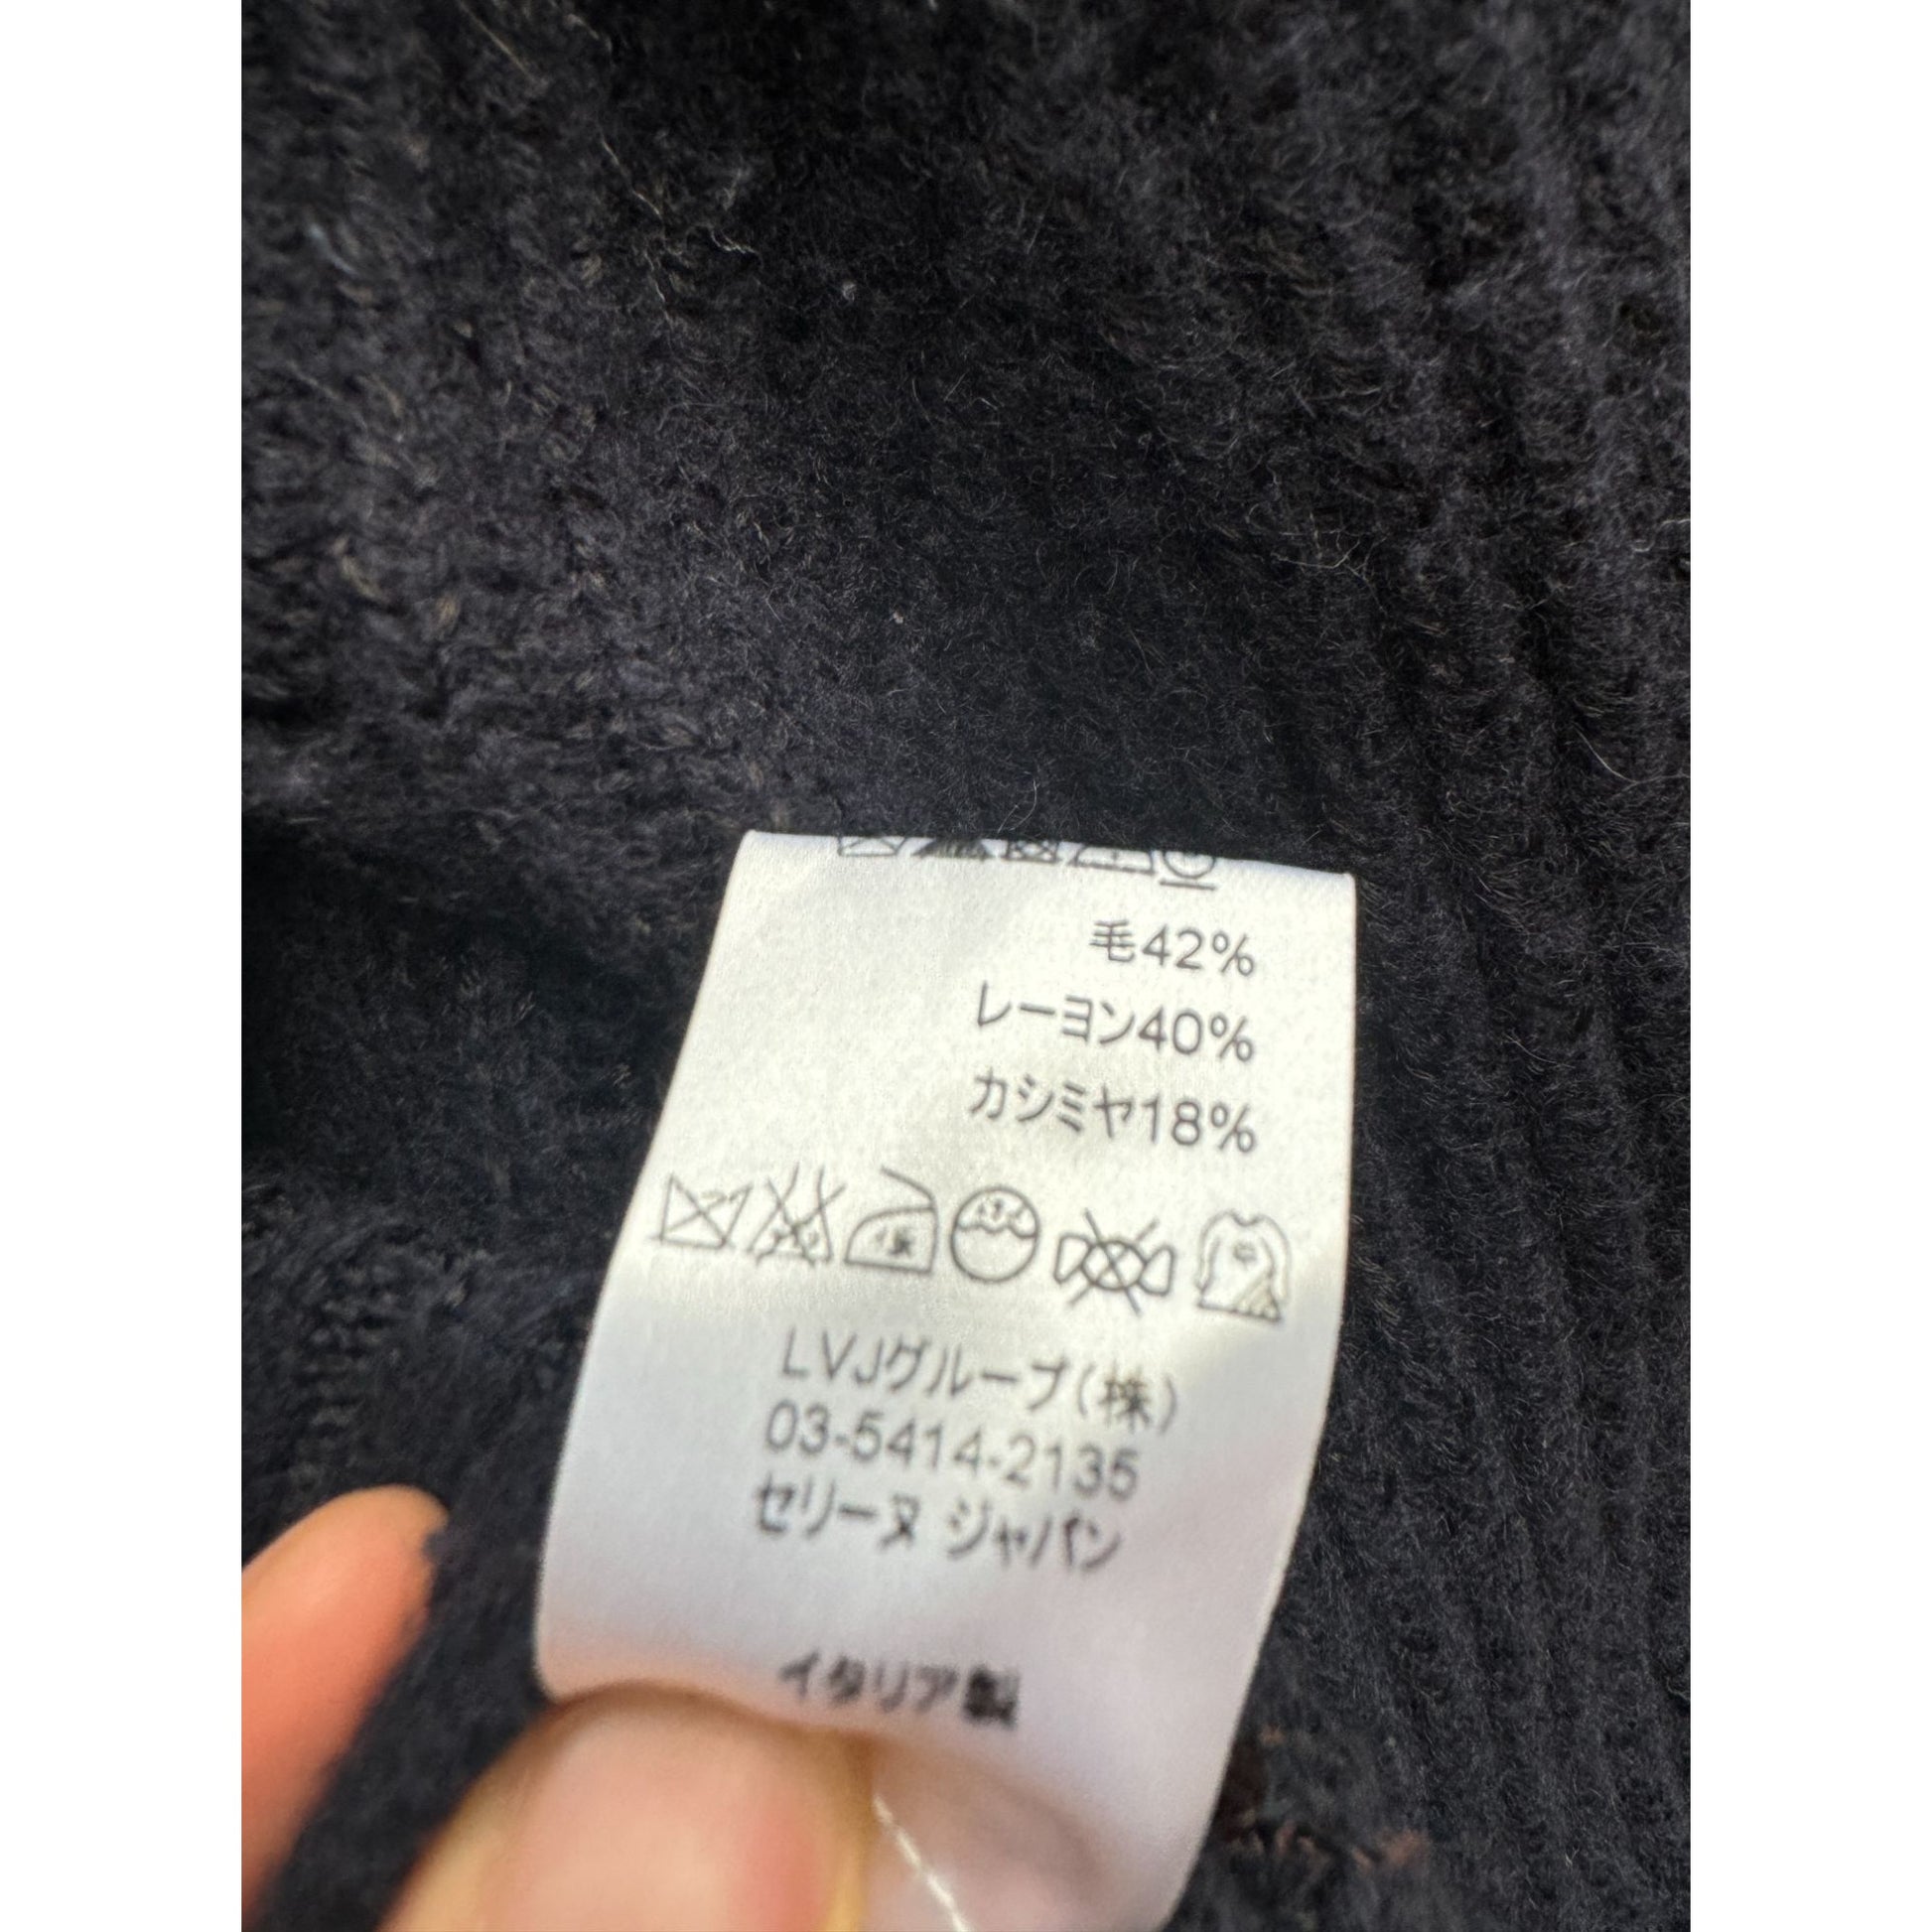 毛42%
レーヨン40%
カシミヤ18%
LVJグループ(株)
03-5414-2135
セリーヌ ジャパン
イタリア製